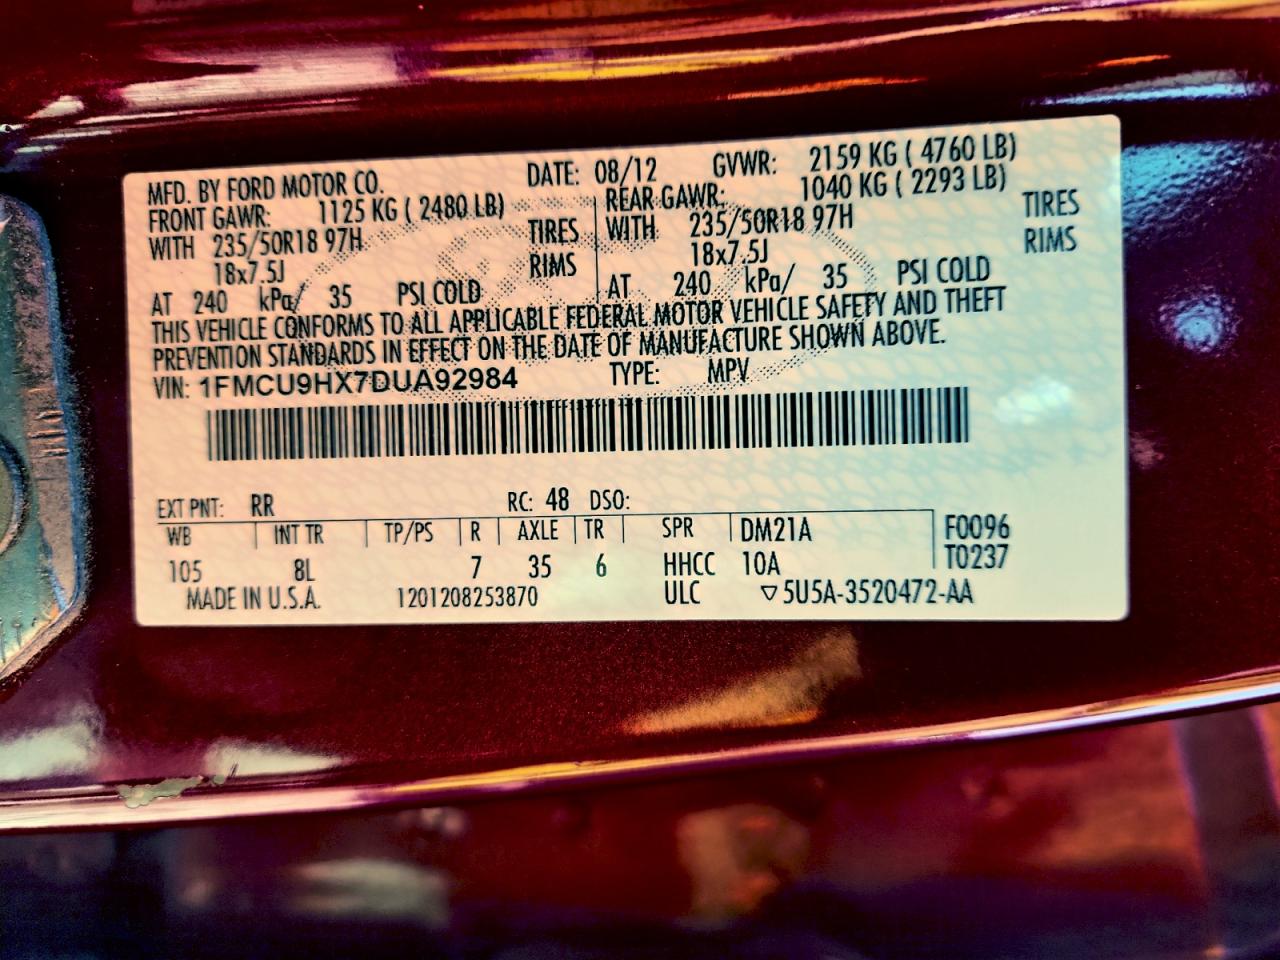 MFD. BY FORD MOTOR CO. DATE: 08/12 GVWR: 2159 KG ( 4760 LB)
FRONT GAWR: 1125 KG ( 2480 LB) REAR GAWR: 1040 KG ( 2293 LB)
WITH 235/50R18 97H TIRES WITH 235/50R18 97H TIRES
18x7.5J RIMS 18x7.5J RIMS
AT 240 kPa/ 35 PSI COLD AT 240 kPa/ 35 PSI COLD
THIS VEHICLE CONFORMS TO ALL APPLICABLE FEDERAL MOTOR VEHICLE SAFETY AND THEFT
PREVENTION STANDARDS IN EFFECT ON THE DATE OF MANUFACTURE SHOWN ABOVE.
VIN: 1FMCU9HX7DUA92984 TYPE: MPV
EXT PNT: RR RC: 48 DSO:
WB INT TR TP/PS R AXLE TR SPR DM21A F0096
105 8L 7 35 6 HHCC 10A T0237
MADE IN U.S.A. 1201208253870 ULC ▽5U5A-3520472-AA